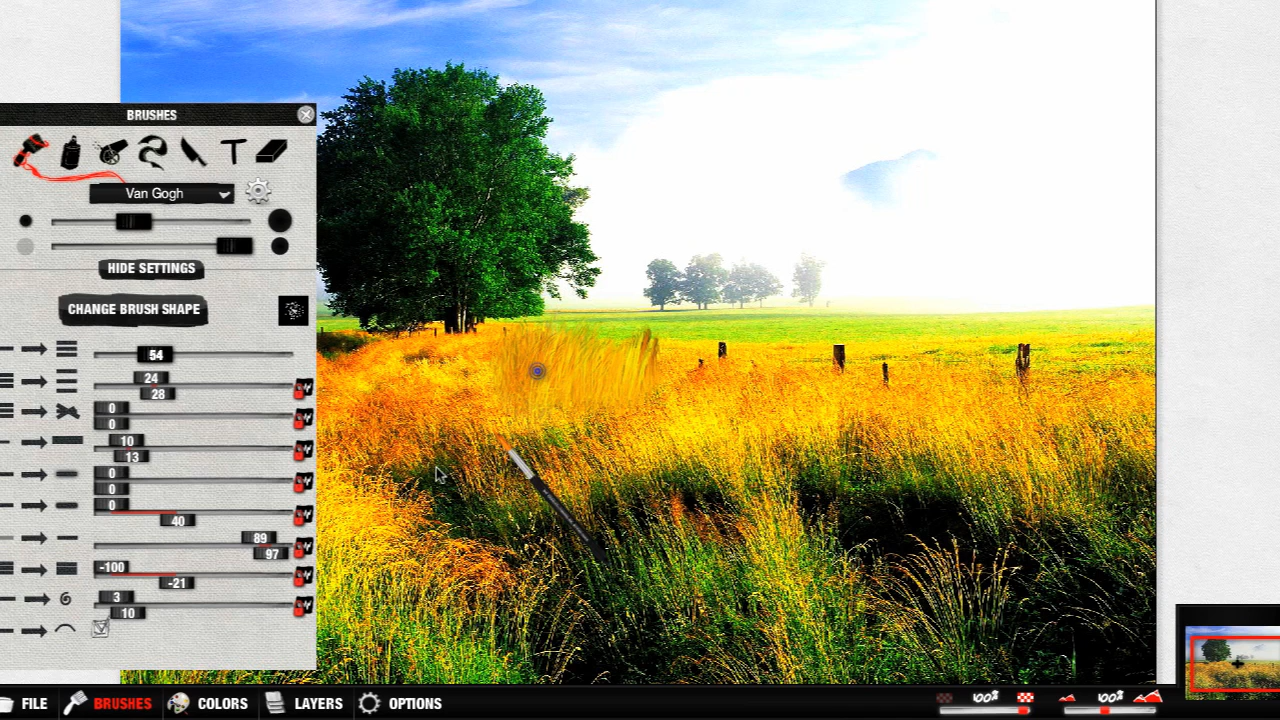 BRUSHES
Van Gogh
HIDE SETTINGS
CHANGE BRUSH SHAPE
54
24
28
0
0
10
13
0
0
0
40
89
97
-100
-21
3
10
FILE
BRUSHES
COLORS
LAYERS
OPTIONS
100%
100%